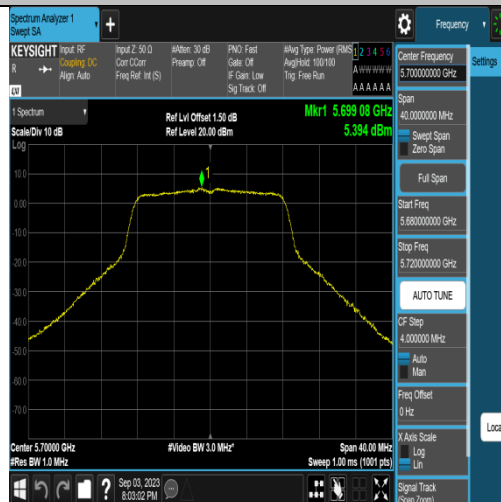 Spectrum Analyzer 1
Swept SA
+
Frequency
KEYSIGHT
R
LV
Input: RF
Coupling: DC
Align: Auto
Input Z: 50 Ω
Corr CCorr
Freq Ref: Int (S)
#Atten: 30 dB
Preamp: Off
PNO: Fast
Gate: Off
IF Gain: Low
Sig Track: Off
#Avg Type: Power (RMS
Avg|Hold: 100/100
Trig: Free Run
1 2 3 4 5 6
A W W W W W
A A A A A A
1 Spectrum
Scale/Div 10 dB
Log
Ref Lvl Offset 1.50 dB
Ref Level 20.00 dBm
Mkr1 5.699 08 GHz
5.394 dBm
1
10.0
0.00
-10.0
-20.0
-30.0
-40.0
-50.0
-60.0
-70.0
Center 5.70000 GHz
#Res BW 1.0 MHz
#Video BW 3.0 MHz*
Span 40.00 MHz
Sweep 1.00 ms (1001 pts)
Sep 03, 2023
8:03:02 PM
Center Frequency
5.700000000 GHz
Span
40.0000000 MHz
Swept Span
Zero Span
Full Span
Start Freq
5.680000000 GHz
Stop Freq
5.720000000 GHz
AUTO TUNE
CF Step
4.000000 MHz
Auto
Man
Freq Offset
0 Hz
X Axis Scale
Log
Lin
Signal Track
(Span Zoom)
Settings
Loca